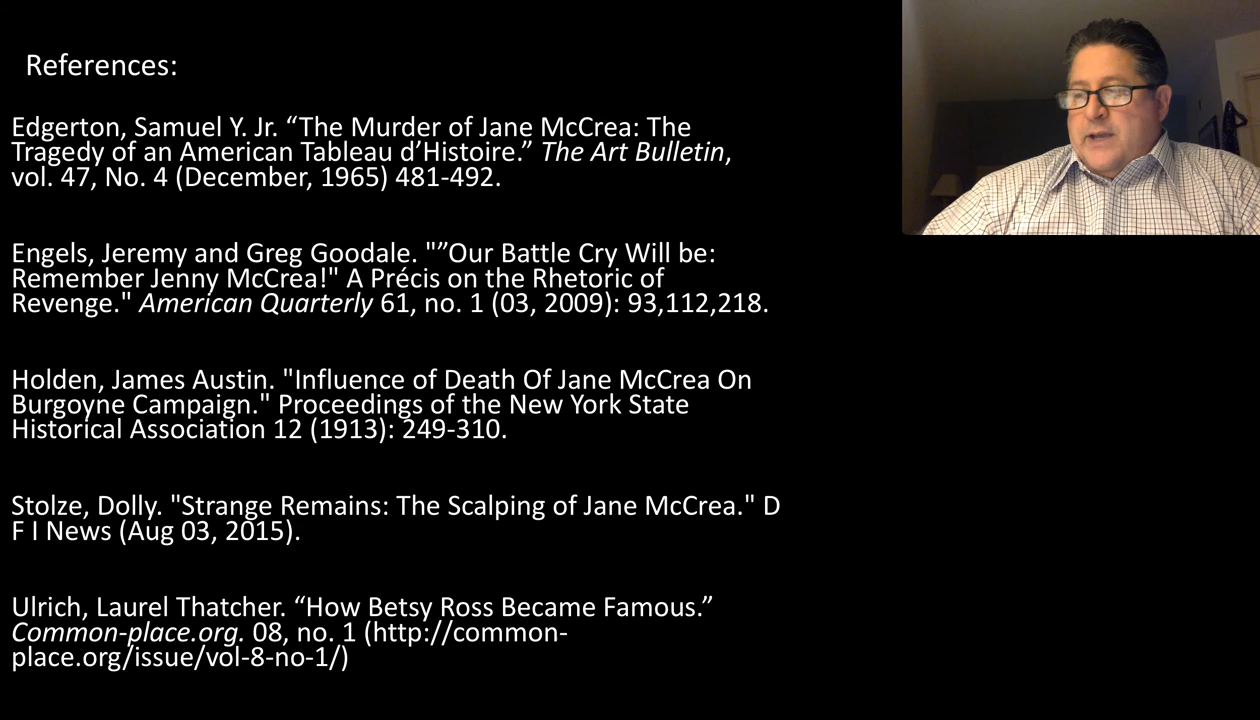 References:
Edgerton, Samuel Y. Jr. “The Murder of Jane McCrea: The
Tragedy of an American Tableau d’Histoire.” The Art Bulletin,
vol. 47, No. 4 (December, 1965) 481-492.
Engels, Jeremy and Greg Goodale. "”Our Battle Cry Will be:
Remember Jenny McCrea!" A Précis on the Rhetoric of
Revenge." American Quarterly 61, no. 1 (03, 2009): 93,112,218.
Holden, James Austin. "Influence of Death Of Jane McCrea On
Burgoyne Campaign." Proceedings of the New York State
Historical Association 12 (1913): 249-310.
Stolze, Dolly. "Strange Remains: The Scalping of Jane McCrea." D
F I News (Aug 03, 2015).
Ulrich, Laurel Thatcher. “How Betsy Ross Became Famous.”
Common-place.org. 08, no. 1 (http://common-
place.org/issue/vol-8-no-1/)